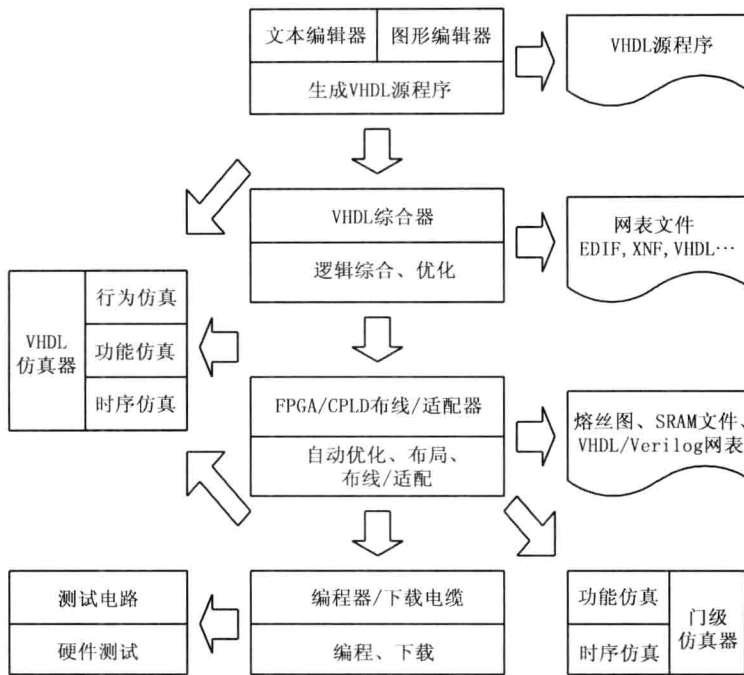 文本编辑器
图形编辑器
生成VHDL源程序
VHDL源程序
VHDL综合器
逻辑综合、优化
网表文件
EDIF,XNF,VHDL…
VHDL
仿真器
行为仿真
功能仿真
时序仿真
FPGA/CPLD布线/适配器
自动优化、布局、
布线/适配
熔丝图、SRAM文件、
VHDL/Verilog网表
测试电路
硬件测试
编程器/下载电缆
编程、下载
功能仿真
时序仿真
门级
仿真器